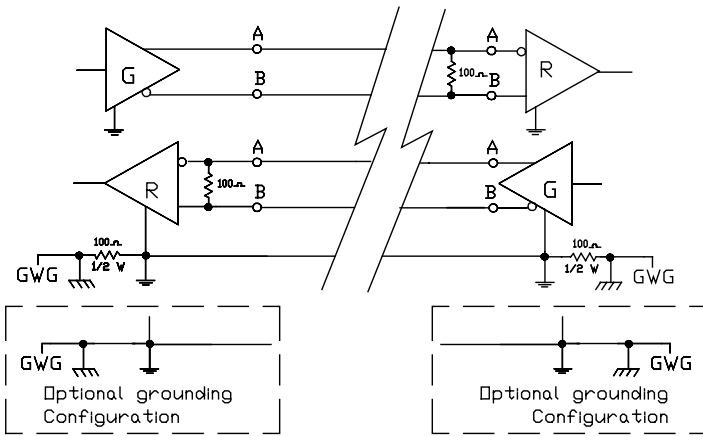 A
A
G
100Ω
R
B
B
A
A
R
100Ω
G
B
B
100Ω
100Ω
GWG
1/2 W
1/2 W
GWG
GWG
GWG
Optional grounding
Configuration
Optional grounding
Configuration